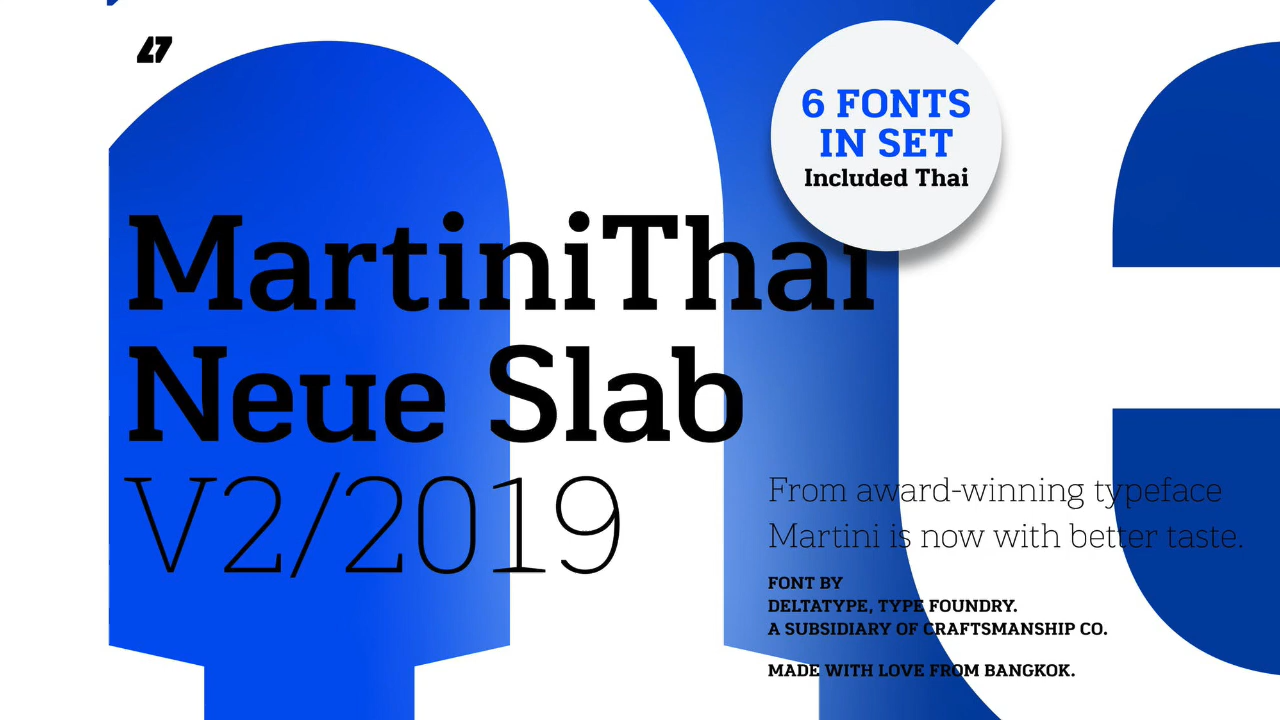 6 FONTS
IN SET
Included Thai
MartiniThai
Neue Slab
V2/2019
From award-winning typeface
Martini is now with better taste.
FONT BY
DELTATYPE, TYPE FOUNDRY.
A SUBSIDIARY OF CRAFTSMANSHIP CO.
MADE WITH LOVE FROM BANGKOK.